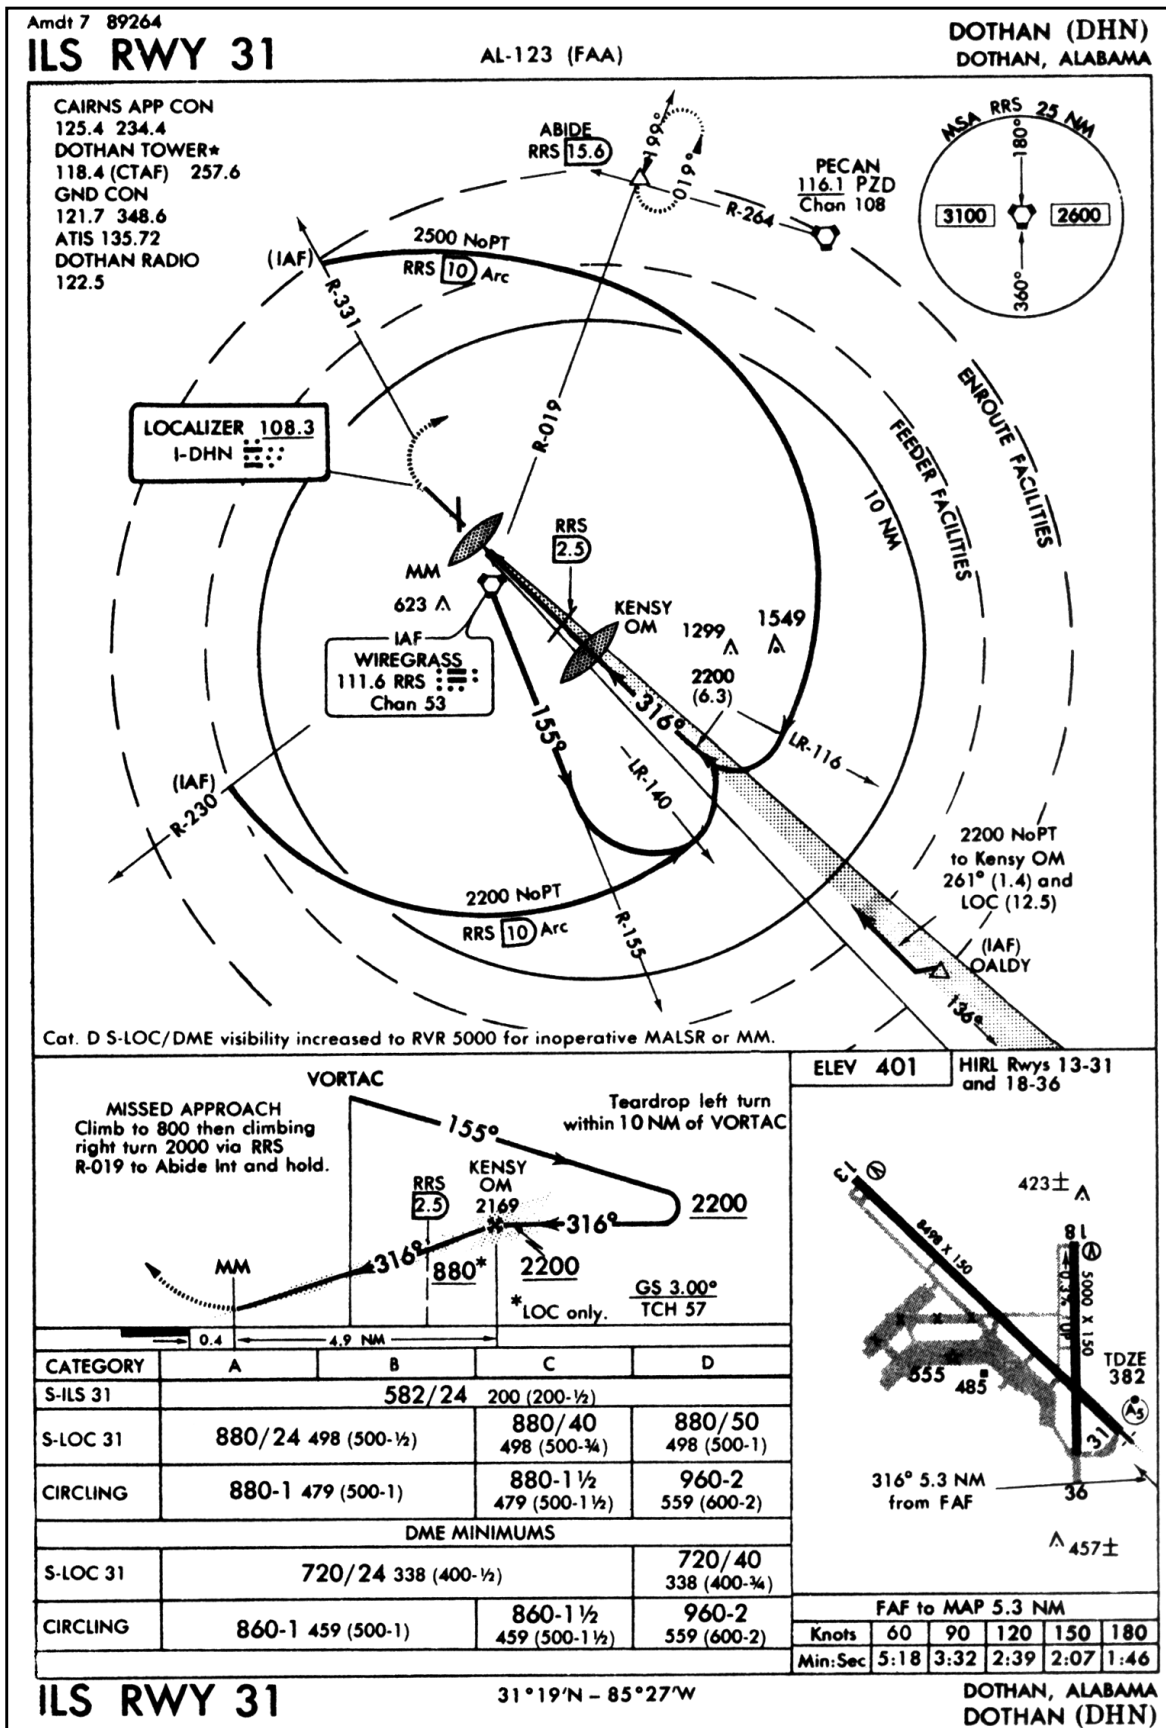 Amdt 7 89264
ILS RWY 31
AL-123 (FAA)
DOTHAN (DHN)
DOTHAN, ALABAMA
CAIRNS APP CON
125.4 234.4
DOTHAN TOWER★
118.4 (CTAF) 257.6
GND CON
121.7 348.6
ATIS 135.72
DOTHAN RADIO
122.5
ABIDE
RRS 15.6
199°
019°
PECAN
116.1 PZD
Chan 108
R-264
MSA RRS 25 NM
180°
3100
2600
360°
(IAF)
2500 NoPT
RRS 10 Arc
R-331
R-019
ENROUTE FACILITIES
FEEDER FACILITIES
10 NM
LOCALIZER 108.3
I-DHN
RRS
2.5
MM
623
KENSY
OM
1299
1549
2200
(6.3)
IAF
WIREGRASS
111.6 RRS
Chan 53
155°
316°
LR-116
LR-140
(IAF)
R-230
2200 NoPT
RRS 10 Arc
R-155
2200 NoPT
to Kensy OM
261° (1.4) and
LOC (12.5)
(IAF)
OALDY
136°
Cat. D S-LOC/DME visibility increased to RVR 5000 for inoperative MALSR or MM.
VORTAC
MISSED APPROACH
Climb to 800 then climbing
right turn 2000 via RRS
R-019 to Abide Int and hold.
155°
Teardrop left turn
within 10 NM of VORTAC
RRS
2.5
KENSY
OM
2169
2200
316°
MM
316°
880*
2200
*LOC only.
GS 3.00°
TCH 57
0.4
4.9 NM
ELEV 401
HIRL Rwys 13-31
and 18-36
423±
13
8498 X 150
18
0.3% UP
5000 X 150
TDZE
382
555
485
A5
31
316° 5.3 NM
from FAF
36
457±
CATEGORY A B C D
S-ILS 31 582/24 200 (200-½)
S-LOC 31 880/24 498 (500-½) 880/40 498 (500-¾) 880/50 498 (500-1)
CIRCLING 880-1 479 (500-1) 880-1½ 479 (500-1½) 960-2 559 (600-2)
DME MINIMUMS
S-LOC 31 720/24 338 (400-½) 720/40 338 (400-¾)
CIRCLING 860-1 459 (500-1) 860-1½ 459 (500-1½) 960-2 559 (600-2)
FAF to MAP 5.3 NM
Knots 60 90 120 150 180
Min:Sec 5:18 3:32 2:39 2:07 1:46
ILS RWY 31
31°19'N – 85°27'W
DOTHAN, ALABAMA
DOTHAN (DHN)